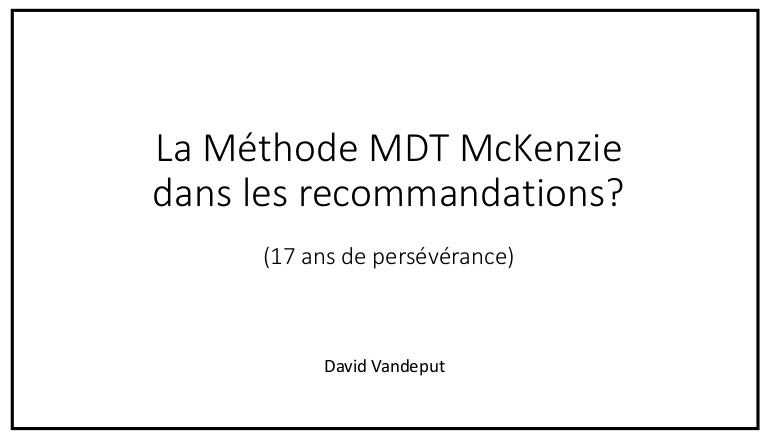 La Méthode MDT McKenzie
dans les recommandations?
(17 ans de persévérance)
David Vandeput